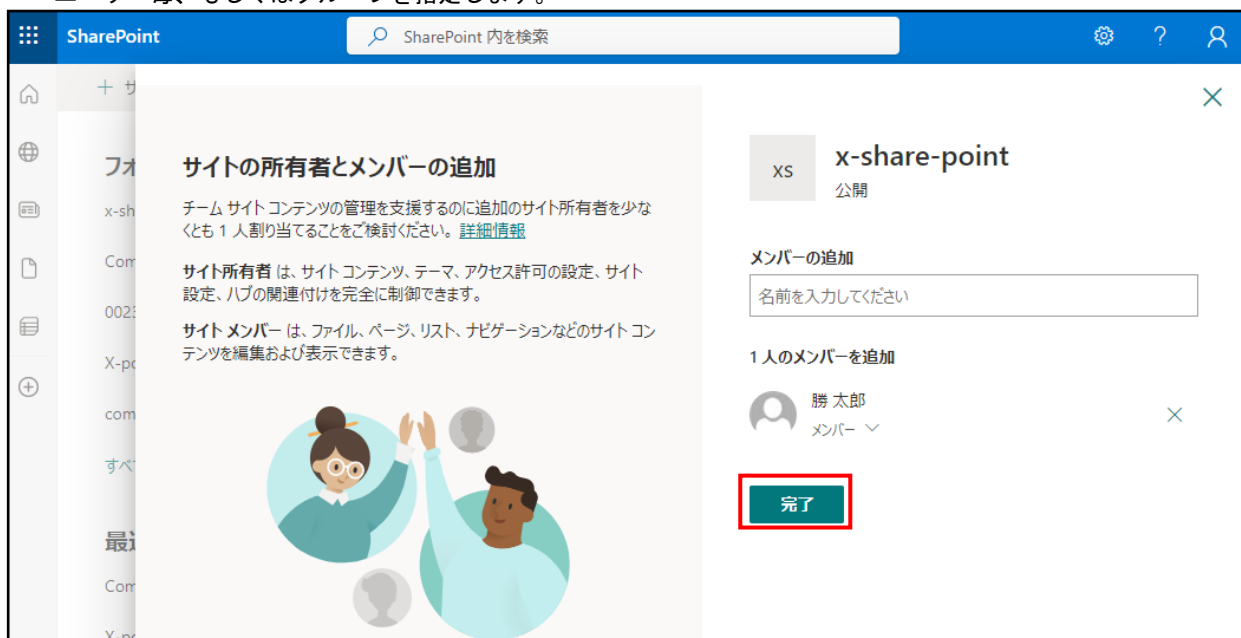 SharePoint
SharePoint 内を検索
フォ
x-sh
Com
X-po
com
すべ
最近
Com
サイトの所有者とメンバーの追加
チーム サイト コンテンツの管理を支援するのに追加のサイト所有者を少な
くとも 1 人割り当てることをご検討ください。 詳細情報
サイト所有者 は、サイト コンテンツ、テーマ、アクセス許可の設定、サイト
設定、ハブの関連付けを完全に制御できます。
サイト メンバー は、ファイル、ページ、リスト、ナビゲーションなどのサイト コン
テンツを編集および表示できます。
XS
x-share-point
公開
メンバーの追加
名前を入力してください
1 人のメンバーを追加
勝 太郎
メンバー
完了